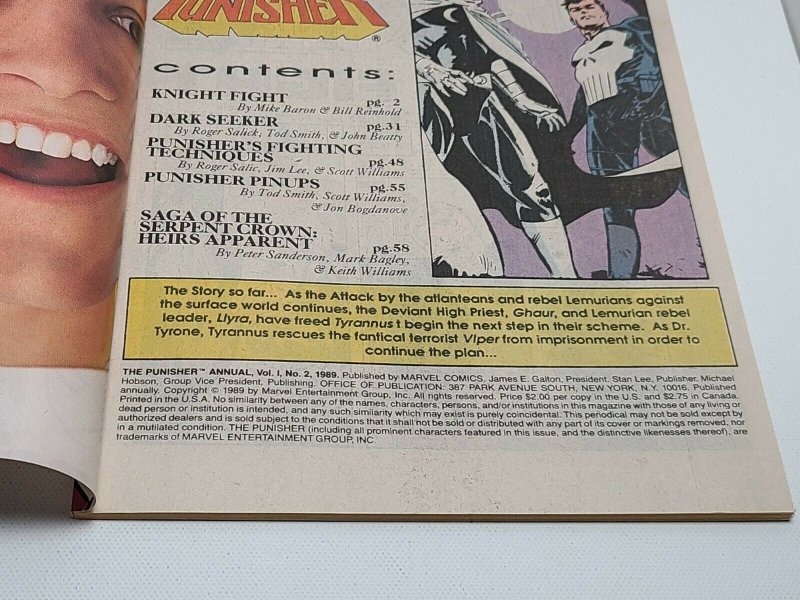 PUNISHER®
contents:
KNIGHT FIGHT pg. 2
By Mike Baron & Bill Reinhold
DARK SEEKER pg.31
By Roger Salick, Tod Smith, & John Beatty
PUNISHER'S FIGHTING
TECHNIQUES pg.48
By Roger Salic, Jim Lee, & Scott Williams
PUNISHER PINUPS pg.55
By Tod Smith, Scott Williams,
& Jon Bogdanove
SAGA OF THE
SERPENT CROWN:
HEIRS APPARENT pg.58
By Peter Sanderson, Mark Bagley,
& Keith Williams
The Story so far... As the Attack by the atlanteans and rebel Lemurians against
the surface world continues, the Deviant High Priest, Ghaur, and Lemurian rebel
leader, Llyra, have freed Tyrannus t begin the next step in their scheme. As Dr.
Tyrone, Tyrannus rescues the fantical terrorist Viper from imprisonment in order to
continue the plan...
THE PUNISHER™ ANNUAL, Vol. I, No. 2, 1989. Published by MARVEL COMICS, James E. Galton, President. Stan Lee, Publisher. Michael
Hobson, Group Vice President, Publishing. OFFICE OF PUBLICATION: 387 PARK AVENUE SOUTH, NEW YORK, N.Y. 10016. Published
annually. Copyright © 1989 by Marvel Entertainment Group, Inc. All rights reserved. Price $2.00 per copy in the U.S. and $2.75 in Canada.
Printed in the U.S.A. No similarity between any of the names, characters, persons, and/or institutions in this magazine with those of any living or
dead person or institution is intended, and any such similarity which may exist is purely coincidental. This periodical may not be sold except by
authorized dealers and is sold subject to the conditions that it shall not be sold or distributed with any part of its cover or markings removed, nor
in a mutilated condition. THE PUNISHER (including all prominent characters featured in this issue, and the distinctive likenesses thereof), are
trademarks of MARVEL ENTERTAINMENT GROUP, INC.